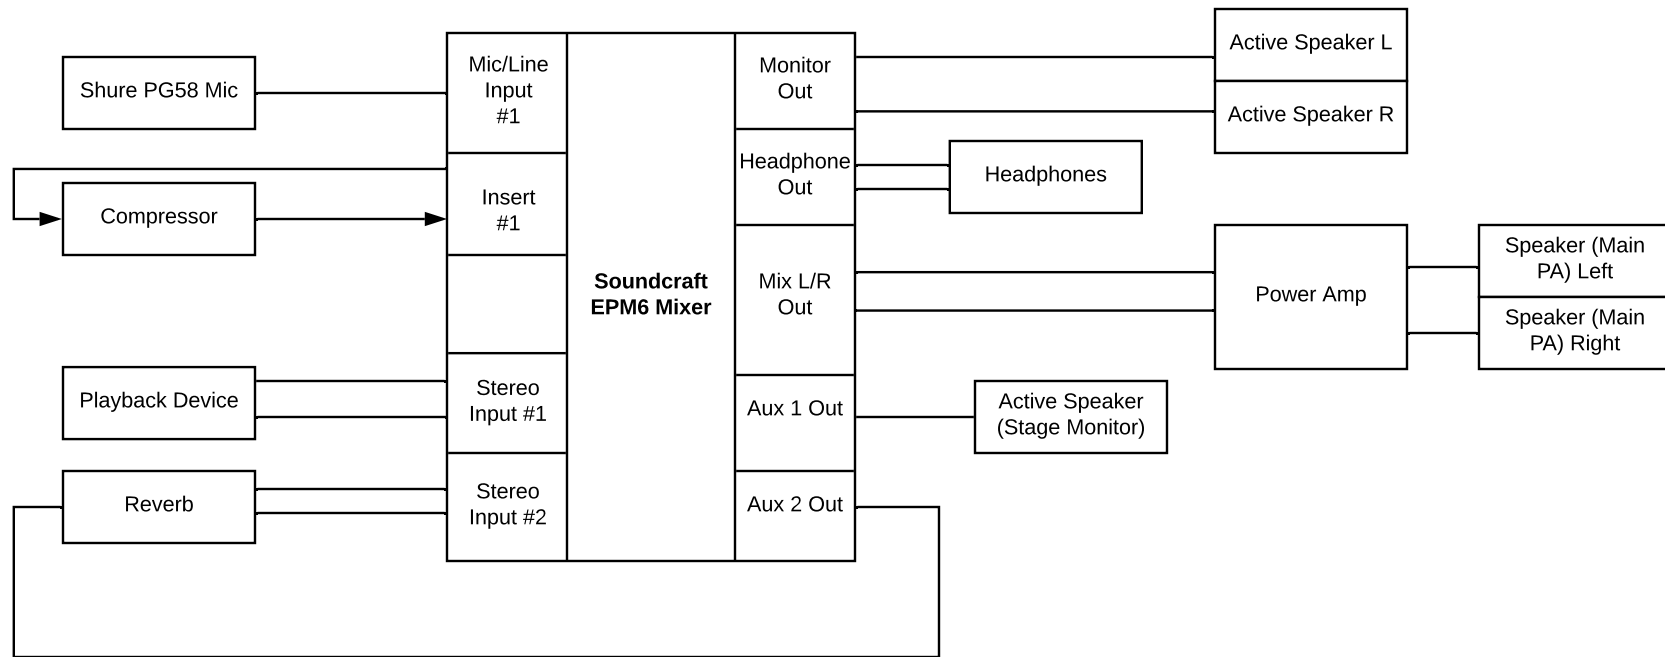 Shure PG58 Mic
Compressor
Playback Device
Reverb
Mic/Line
Input
#1
Insert
#1
Stereo
Input #1
Stereo
Input #2
Soundcraft
EPM6 Mixer
Monitor
Out
Headphone
Out
Mix L/R
Out
Aux 1 Out
Aux 2 Out
Active Speaker L
Active Speaker R
Headphones
Power Amp
Speaker (Main
PA) Left
Speaker (Main
PA) Right
Active Speaker
(Stage Monitor)